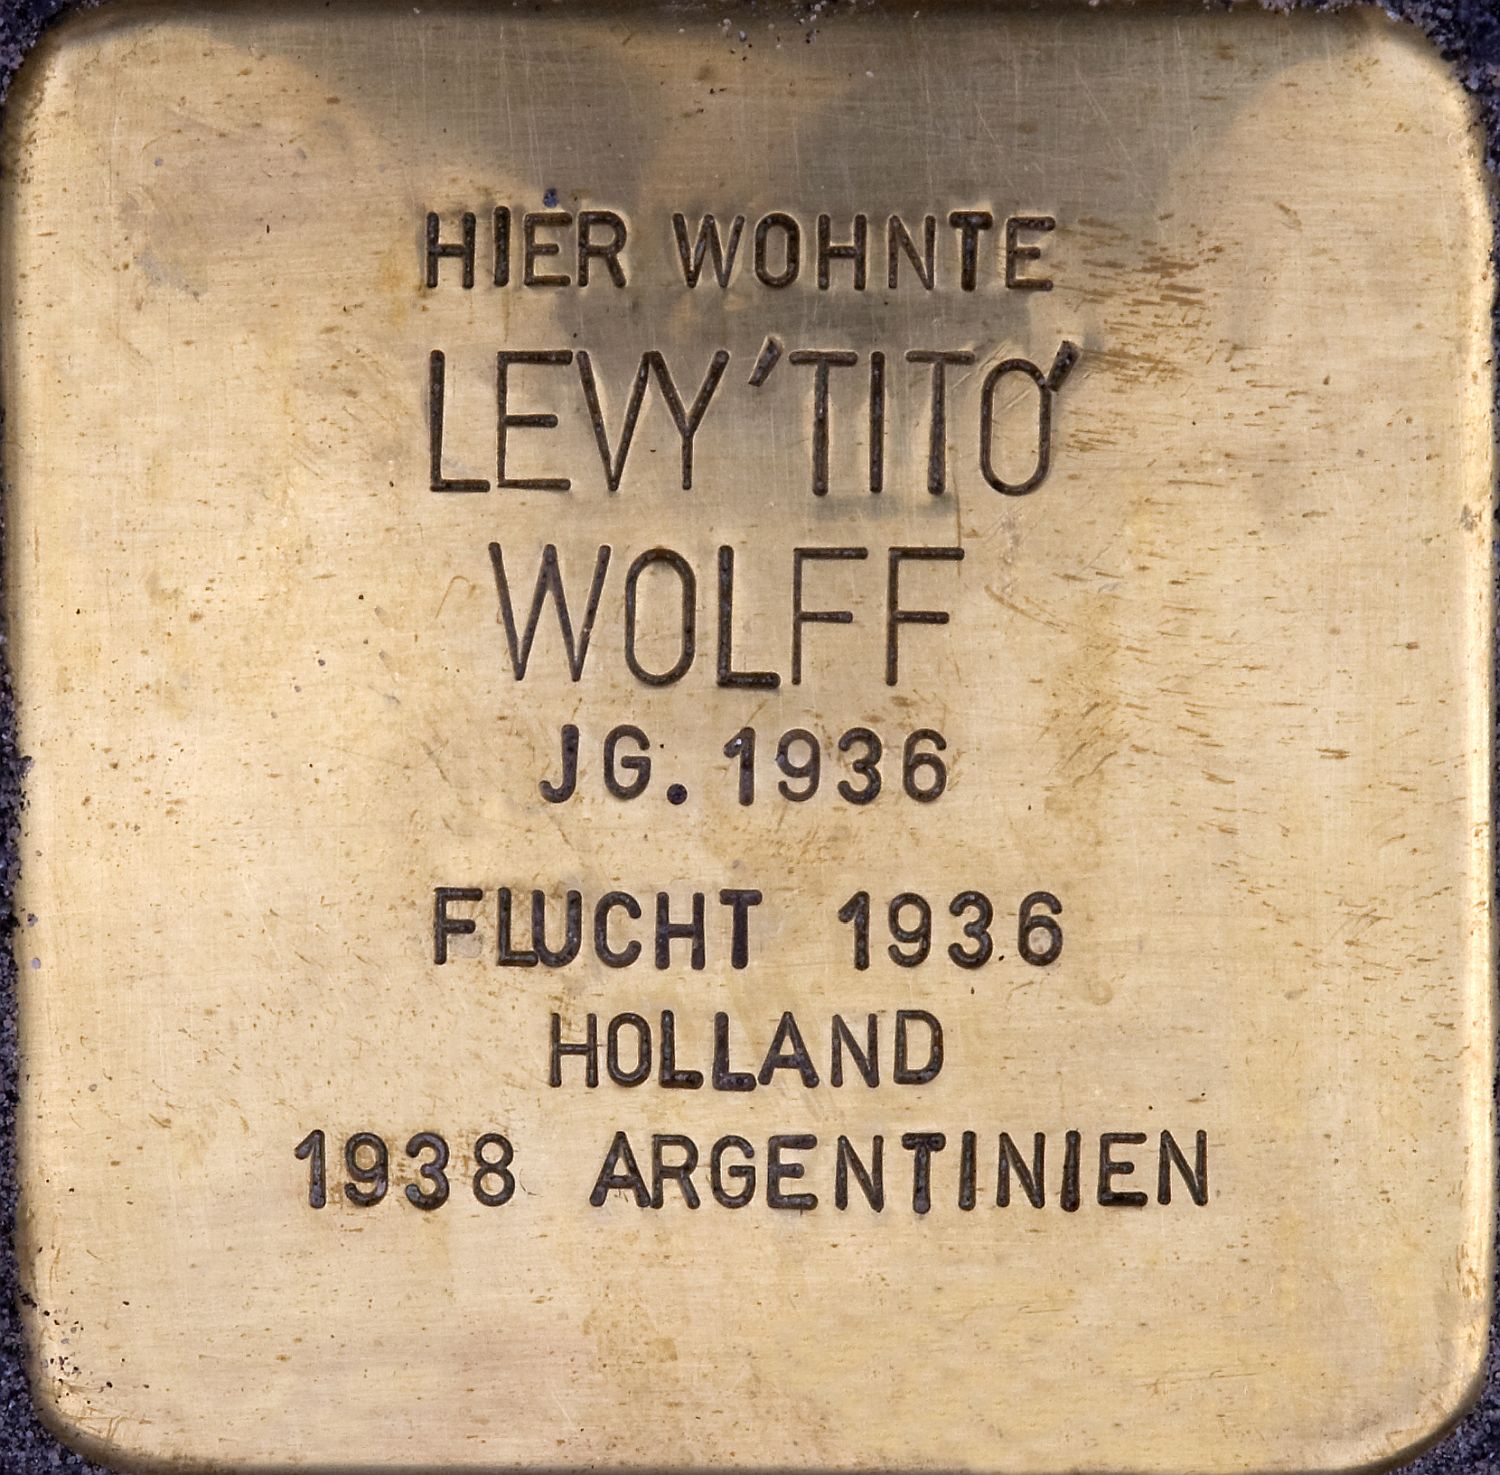 HIER WOHNTE
LEVY 'TITO'
WOLFF
JG. 1936
FLUCHT 1936
HOLLAND
1938 ARGENTINIEN